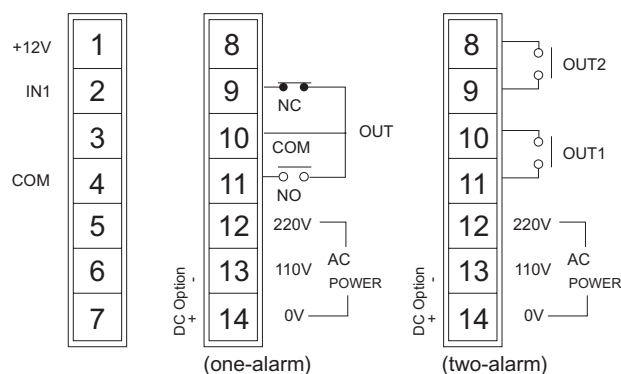 +12V 1
IN1 2
3
COM 4
5
6
7
8
9 NC
10 COM OUT
11 NO
12 220V
13 110V AC POWER
14 0V
DC Option
+ -
(one-alarm)
8 OUT2
9
10 OUT1
11
12 220V
13 110V AC POWER
14 0V
DC Option
+ -
(two-alarm)